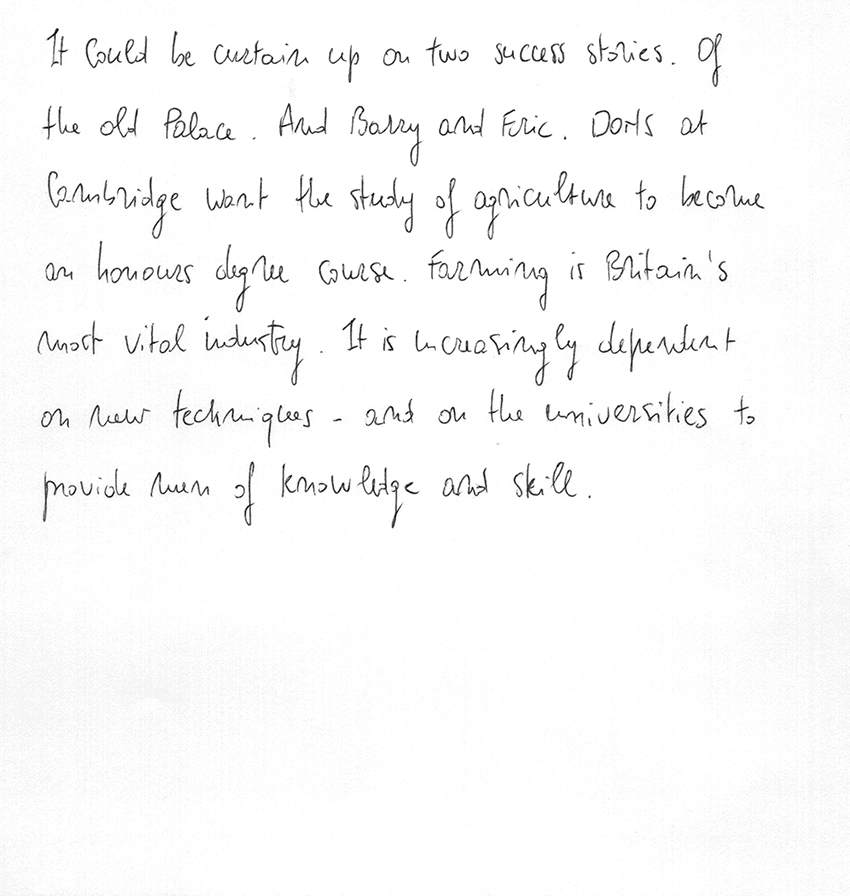 It could be curtain up on two success stories. Of
the old Palace. And Barry and Eric. Dons at
Cambridge want the study of agriculture to become
an honours degree course. Farming is Britain's
most vital industry. It is increasingly dependent
on new techniques - and on the universities to
provide men of knowledge and skill.